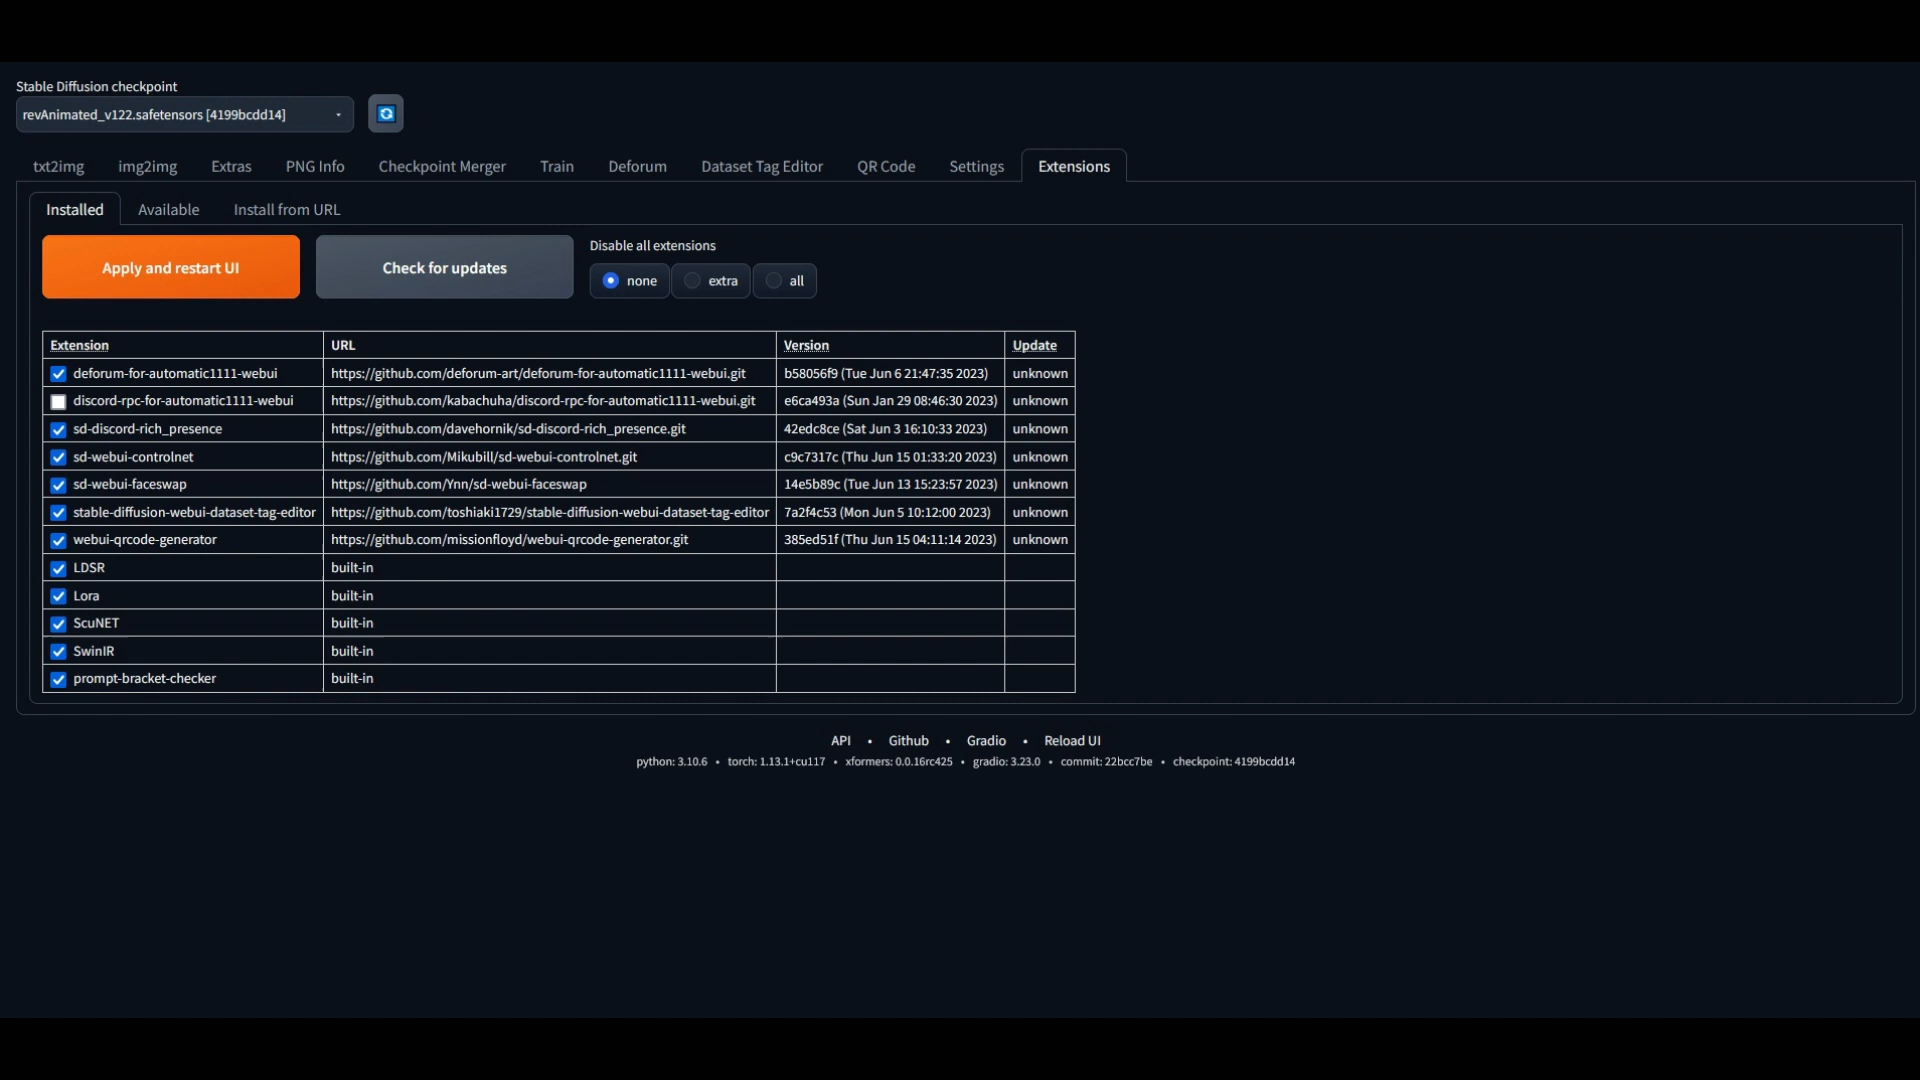 Stable Diffusion checkpoint
revAnimated_v122.safetensors [4199bcdd14]
txt2img img2img Extras PNG Info Checkpoint Merger Train Deforum Dataset Tag Editor QR Code Settings Extensions
Installed Available Install from URL
Apply and restart UI Check for updates
Disable all extensions
none extra all
Extension URL Version Update
deforum-for-automatic1111-webui https://github.com/deforum-art/deforum-for-automatic1111-webui.git b58056f9 (Tue Jun 6 21:47:35 2023) unknown
discord-rpc-for-automatic1111-webui https://github.com/kabachuha/discord-rpc-for-automatic1111-webui.git e6ca493a (Sun Jan 29 08:46:30 2023) unknown
sd-discord-rich_presence https://github.com/davehornik/sd-discord-rich_presence.git 42edc8ce (Sat Jun 3 16:10:33 2023) unknown
sd-webui-controlnet https://github.com/Mikubill/sd-webui-controlnet.git c9c7317c (Thu Jun 15 01:33:20 2023) unknown
sd-webui-faceswap https://github.com/Ynn/sd-webui-faceswap 14e5b89c (Tue Jun 13 15:23:57 2023) unknown
stable-diffusion-webui-dataset-tag-editor https://github.com/toshiaki1729/stable-diffusion-webui-dataset-tag-editor 7a2f4c53 (Mon Jun 5 10:12:00 2023) unknown
webui-qrcode-generator https://github.com/missionfloyd/webui-qrcode-generator.git 385ed51f (Thu Jun 15 04:11:14 2023) unknown
LDSR built-in
Lora built-in
ScuNET built-in
SwinIR built-in
prompt-bracket-checker built-in
API • Github • Gradio • Reload UI
python: 3.10.6 • torch: 1.13.1+cu117 • xformers: 0.0.16rc425 • gradio: 3.23.0 • commit: 22bcc7be • checkpoint: 4199bcdd14